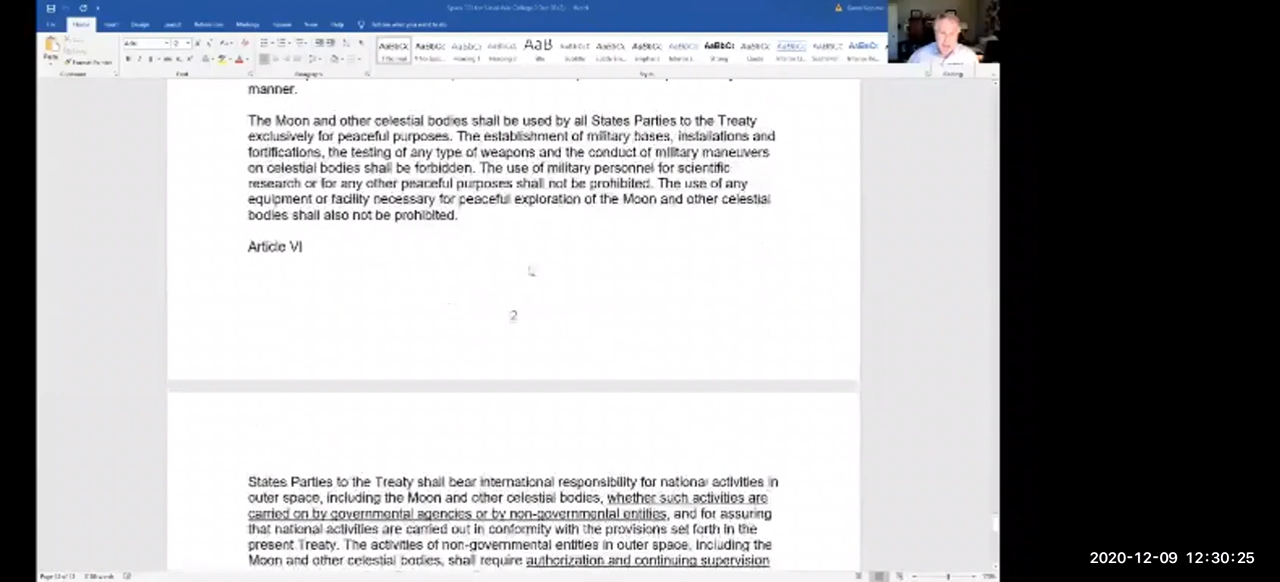 manner.
The Moon and other celestial bodies shall be used by all States Parties to the Treaty
exclusively for peaceful purposes. The establishment of military bases, installations and
fortifications, the testing of any type of weapons and the conduct of military maneuvers
on celestial bodies shall be forbidden. The use of military personnel for scientific
research or for any other peaceful purposes shall not be prohibited. The use of any
equipment or facility necessary for peaceful exploration of the Moon and other celestial
bodies shall also not be prohibited.
Article VI
2
States Parties to the Treaty shall bear international responsibility for national activities in
outer space, including the Moon and other celestial bodies, whether such activities are
carried on by governmental agencies or by non-governmental entities, and for assuring
that national activities are carried out in conformity with the provisions set forth in the
present Treaty. The activities of non-governmental entities in outer space, including the
Moon and other celestial bodies, shall require authorization and continuing supervision
2020-12-09 12:30:25